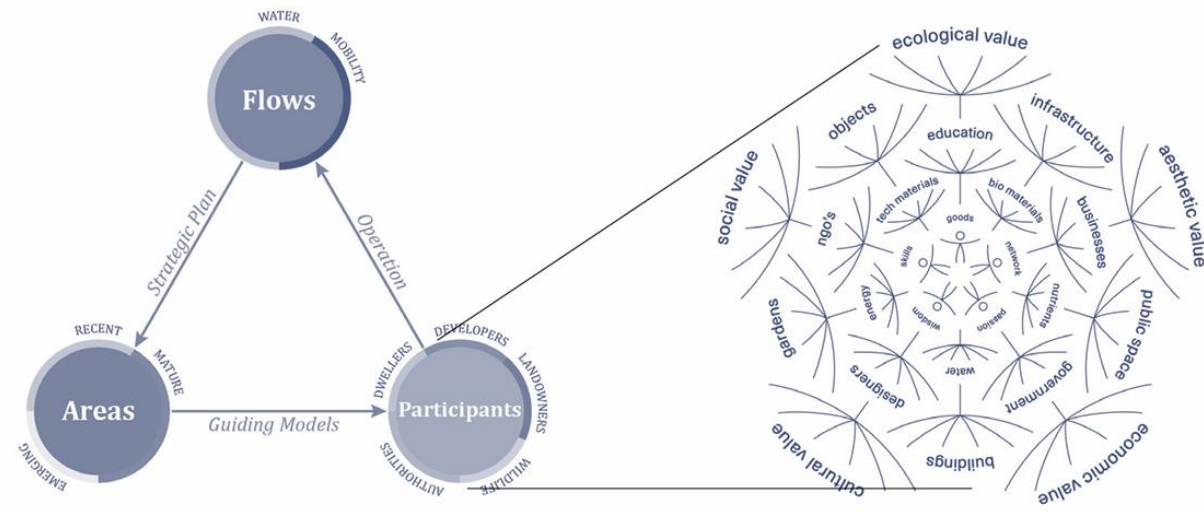 WATER
MOBILITY
Flows
Strategic Plan
Operation
RECENT
MATURE
EMERGING
Areas
Guiding Models
DWELLERS
DEVELOPERS
LANDOWNERS
WILDLIFE
AUTHORITIES
Participants
ecological value
objects
infrastructure
education
social value
aesthetic value
tech materials
bio materials
ngo's
businesses
goods
skills
network
energy
nutrients
wisdom
passion
gardens
public space
water
designers
government
buildings
cultural value
economic value